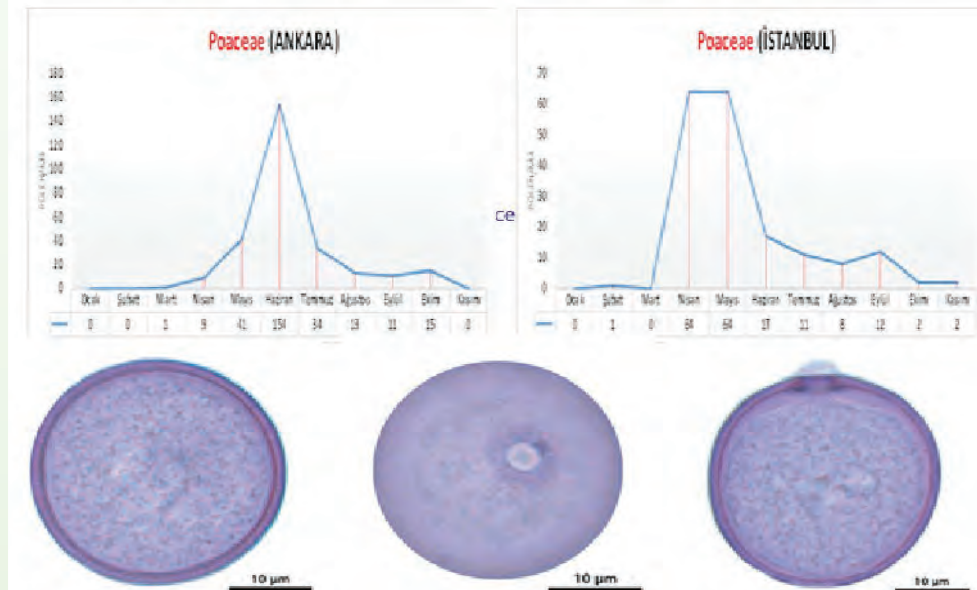 Poaceae (ANKARA)
180
160
140
120
100
80
60
40
20
0
Ocak Şubat Mart Nisan Mayıs Haziran Temmuz Ağustos Eylül Ekim Kasım
0 0 1 9 41 154 34 13 11 15 0
Poaceae (İSTANBUL)
70
60
50
40
30
20
10
0
Ocak Şubat Mart Nisan Mayıs Haziran Temmuz Ağustos Eylül Ekim Kasım
0 1 0 64 64 17 11 8 12 2 2
ce
10 µm
10 µm
10 µm